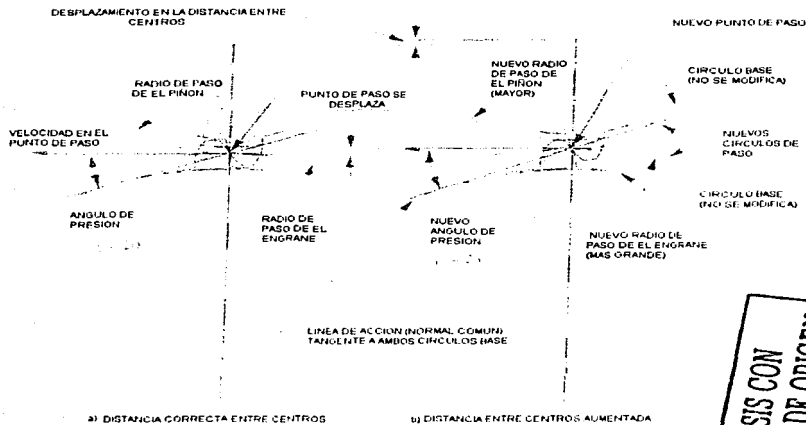 DESPLAZAMIENTO EN LA DISTANCIA ENTRE
CENTROS
NUEVO PUNTO DE PASO
RADIO DE PASO
DE EL PIÑON
PUNTO DE PASO SE
DESPLAZA
NUEVO RADIO
DE PASO DE
EL PIÑON
(MAYOR)
CIRCULO BASE
(NO SE MODIFICA)
VELOCIDAD EN EL
PUNTO DE PASO
NUEVOS
CIRCULOS DE
PASO
ANGULO DE
PRESION
RADIO DE
PASO DE EL
ENGRANE
NUEVO
ANGULO DE
PRESION
CIRCULO BASE
(NO SE MODIFICA)
NUEVO RADIO DE
PASO DE EL ENGRANE
(MAS GRANDE)
LINEA DE ACCION (NORMAL COMUN)
TANGENTE A AMBOS CIRCULOS BASE
a) DISTANCIA CORRECTA ENTRE CENTROS
b) DISTANCIA ENTRE CENTROS AUMENTADA
SIS CON
DE ORIGEN